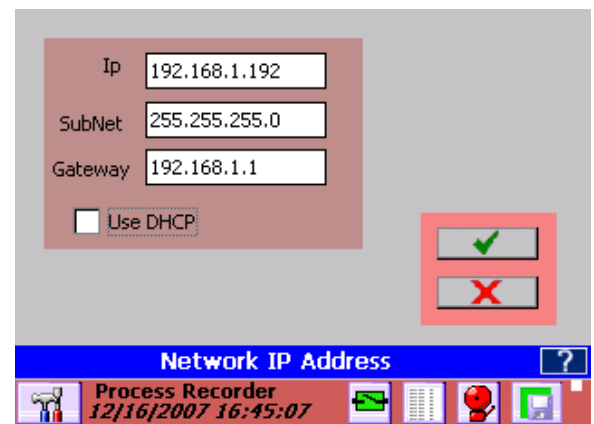 Ip 192.168.1.192
SubNet 255.255.255.0
Gateway 192.168.1.1
Use DHCP
Network IP Address ?
Process Recorder
12/16/2007 16:45:07